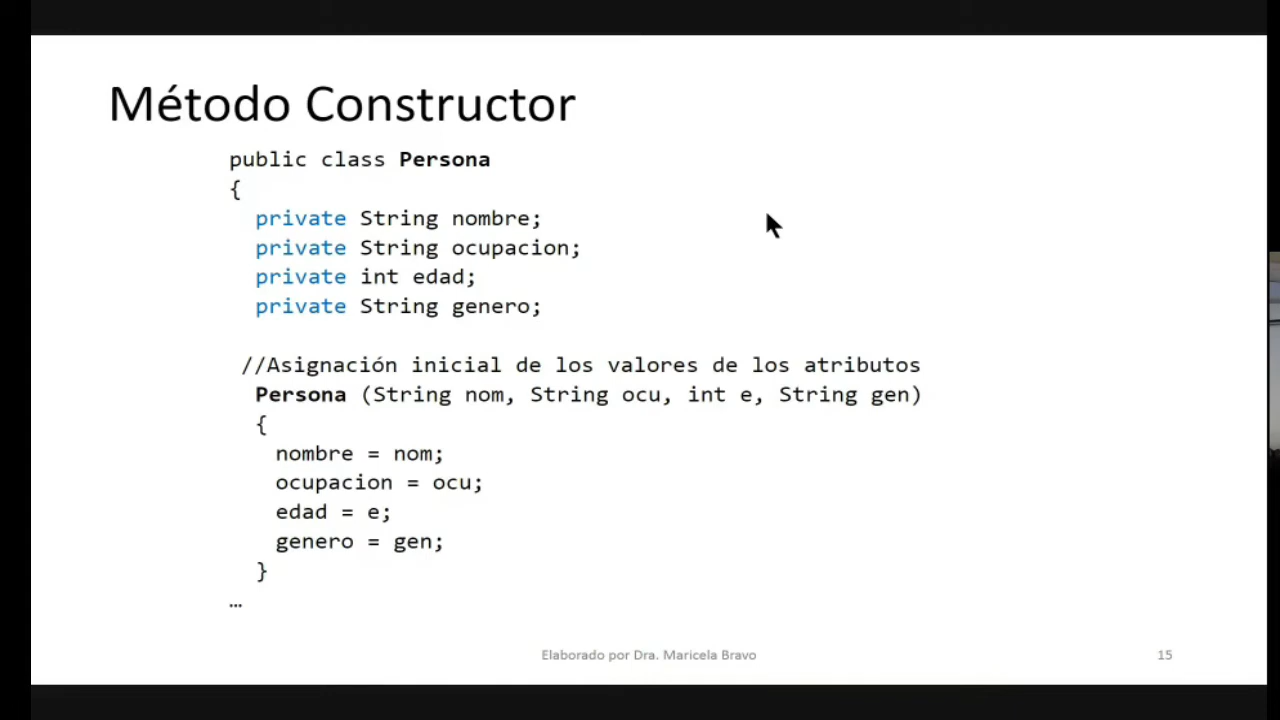 Método Constructor
public class Persona
{
private String nombre;
private String ocupacion;
private int edad;
private String genero;
//Asignación inicial de los valores de los atributos
Persona (String nom, String ocu, int e, String gen)
{
nombre = nom;
ocupacion = ocu;
edad = e;
genero = gen;
}
…
Elaborado por Dra. Maricela Bravo
15